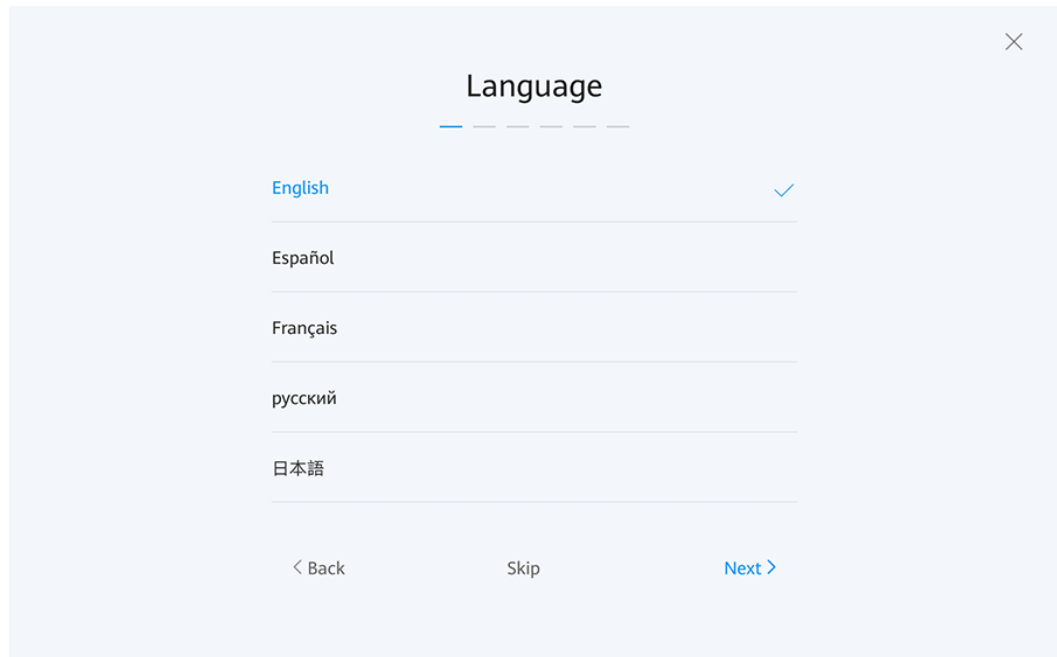 Language
English
Español
Français
русский
日本語
Back Skip Next